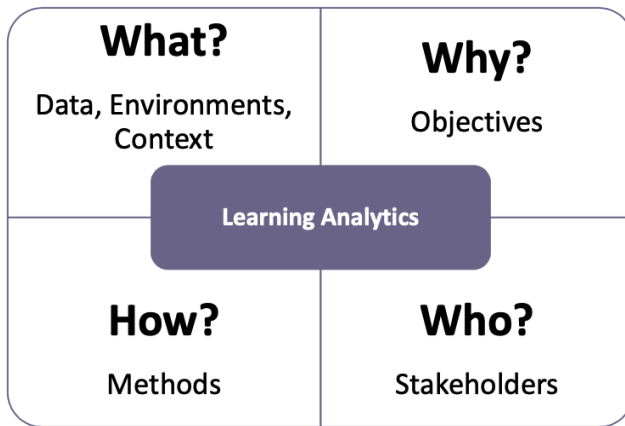 What?
Data, Environments,
Context
Why?
Objectives
Learning Analytics
How?
Methods
Who?
Stakeholders